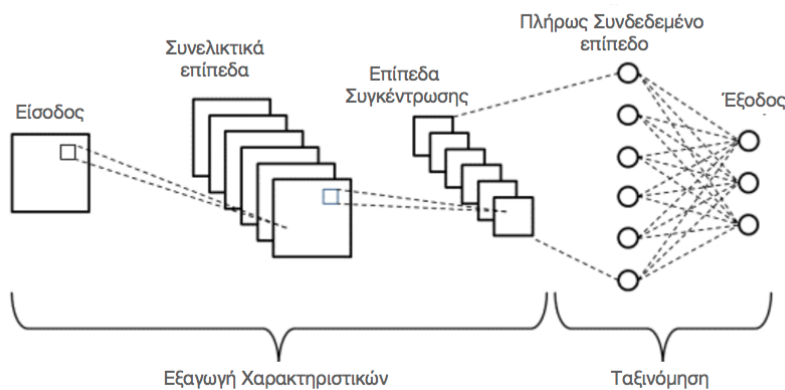 Είσοδος
Συνελικτικά
επίπεδα
Επίπεδα
Συγκέντρωσης
Πλήρως Συνδεδεμένο
επίπεδο
Έξοδος
Εξαγωγή Χαρακτηριστικών
Ταξινόμηση